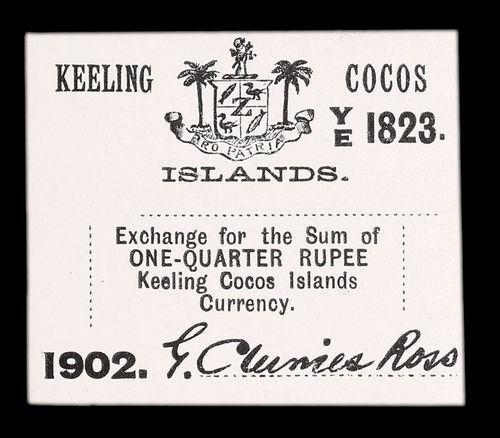 KEELING COCOS
Z
PRO PATRIA
Y
E 1823.
ISLANDS.
Exchange for the Sum of
ONE-QUARTER RUPEE
Keeling Cocos Islands
Currency.
1902. G. Clunies Ross